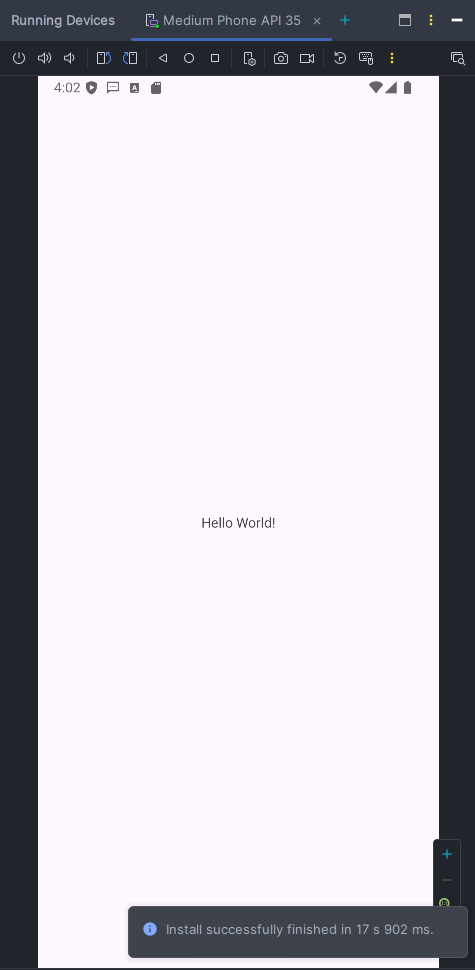 Running Devices
Medium Phone API 35
4:02
Hello World!
Install successfully finished in 17 s 902 ms.